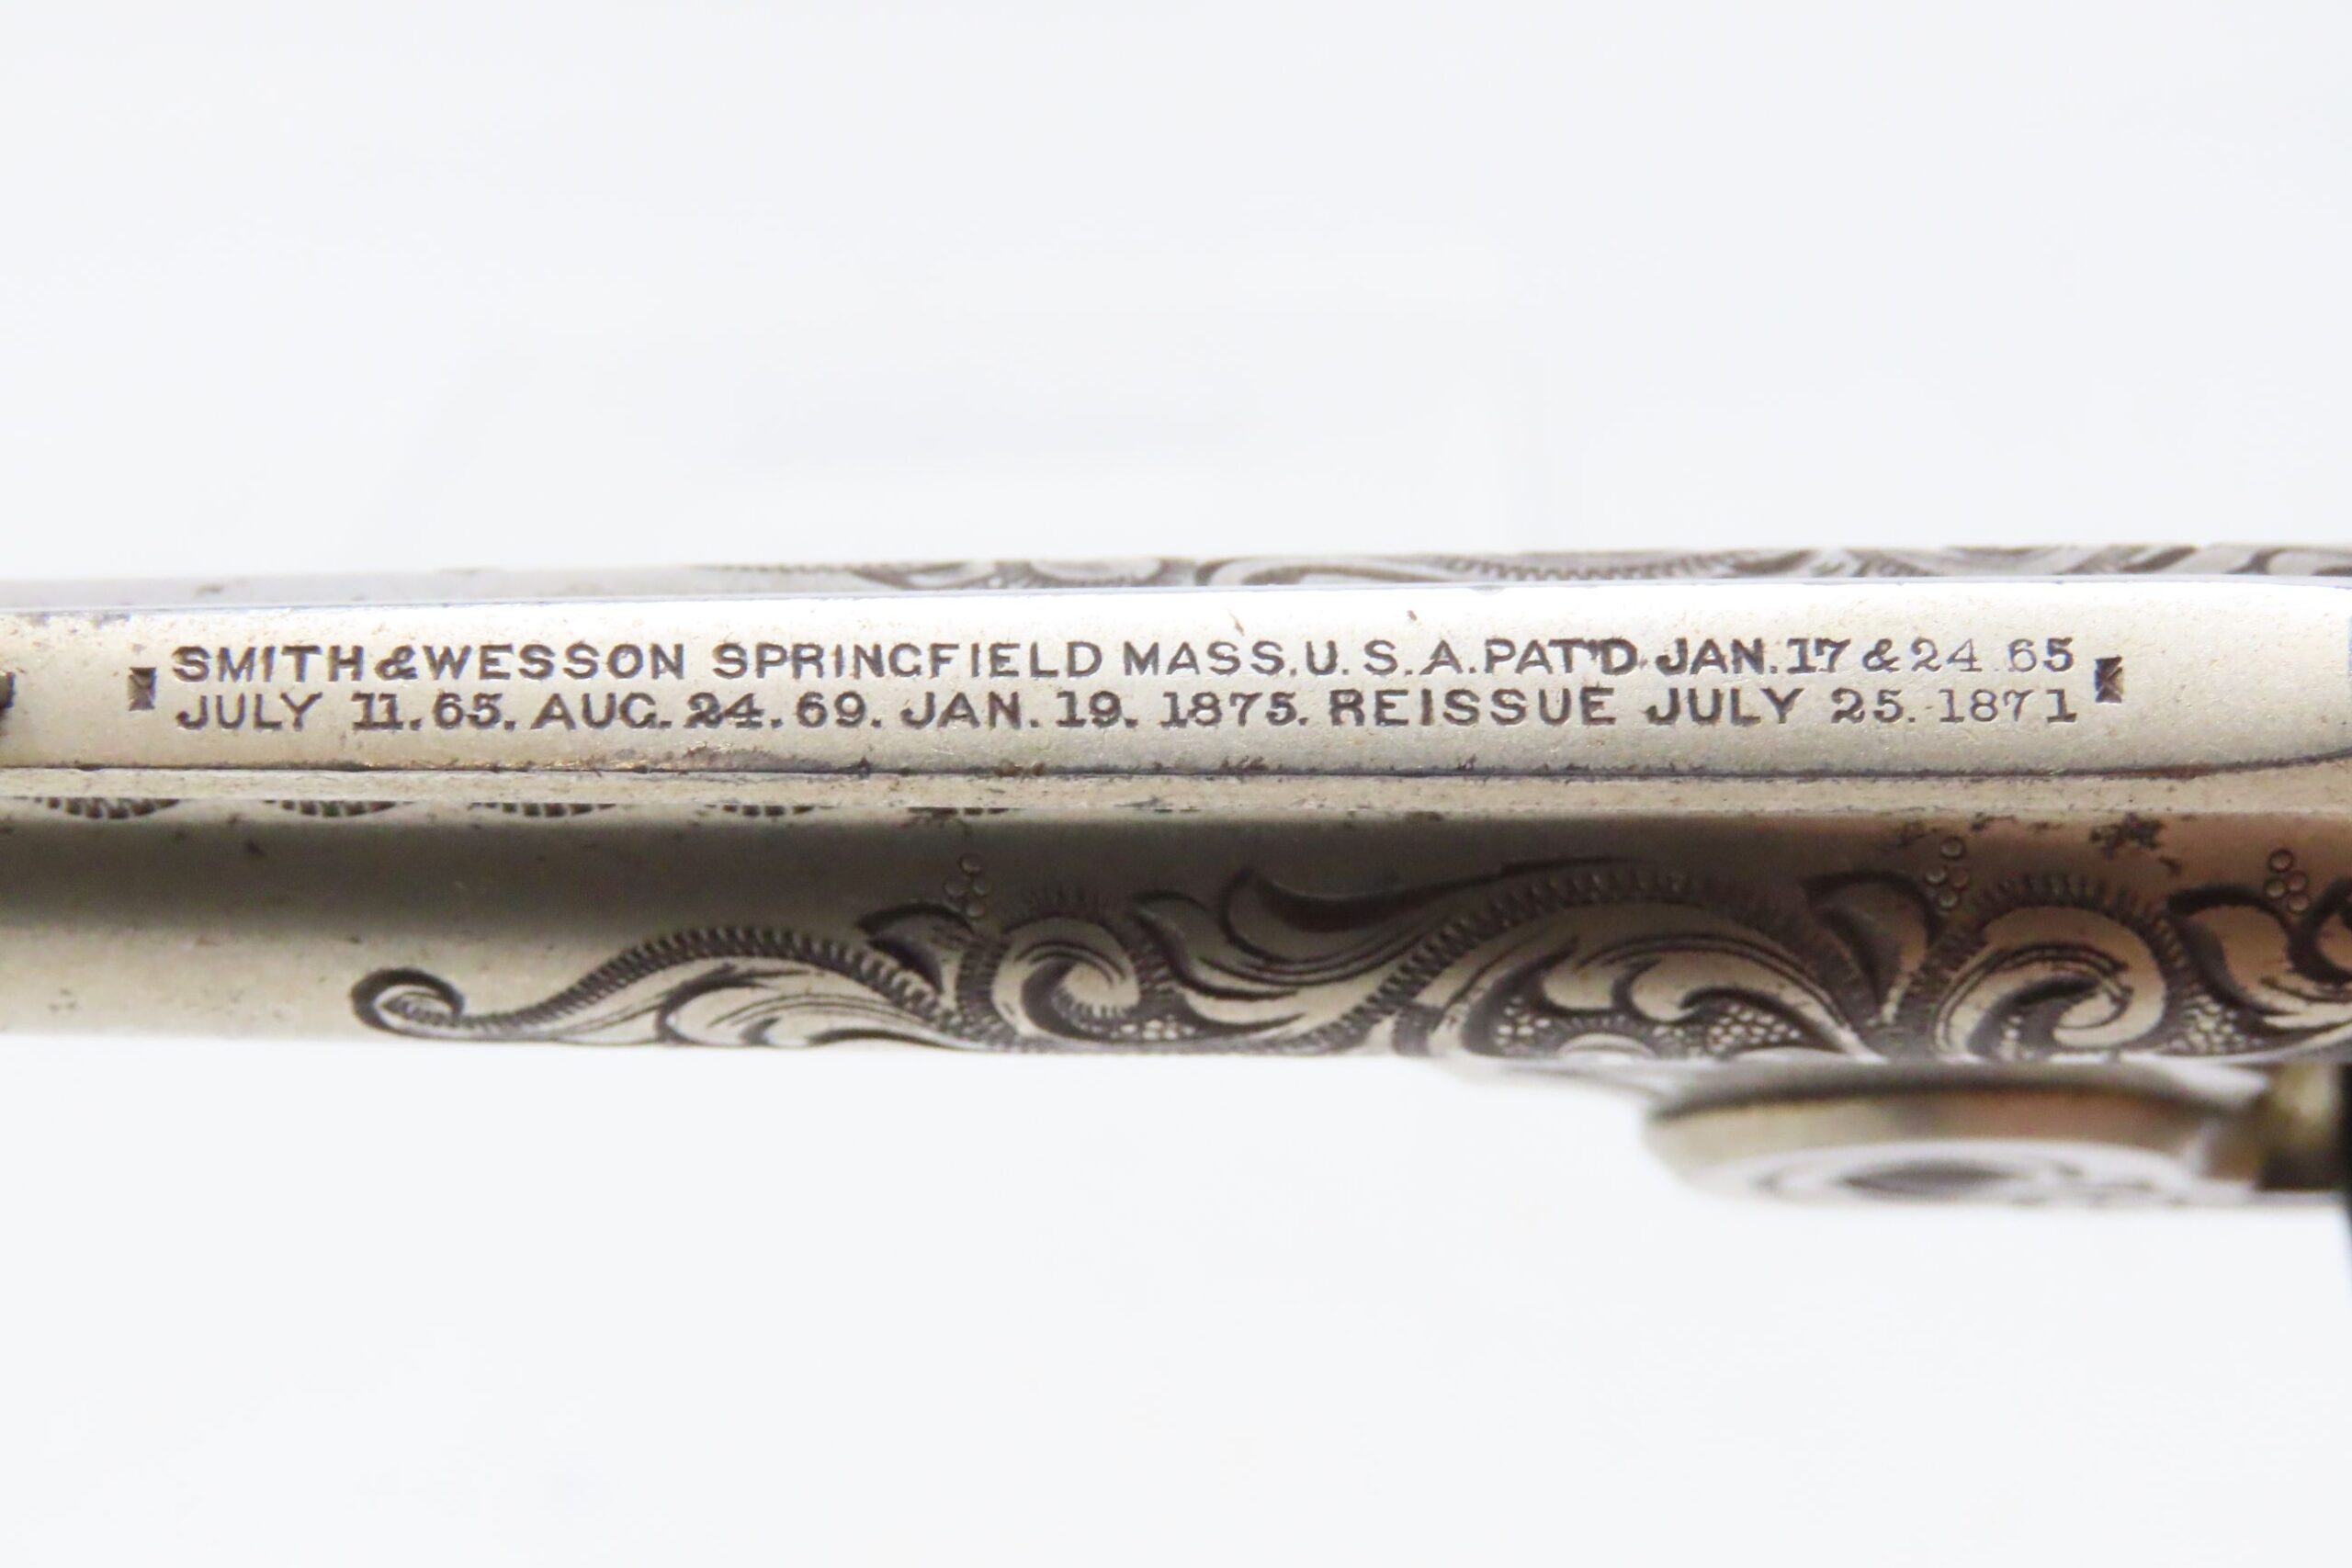 SMITH & WESSON SPRINGFIELD MASS. U. S. A. PAT'D. JAN. 17 & 24 65
JULY 11. 65. AUG. 24. 69. JAN. 19. 1875. REISSUE JULY 25. 1871